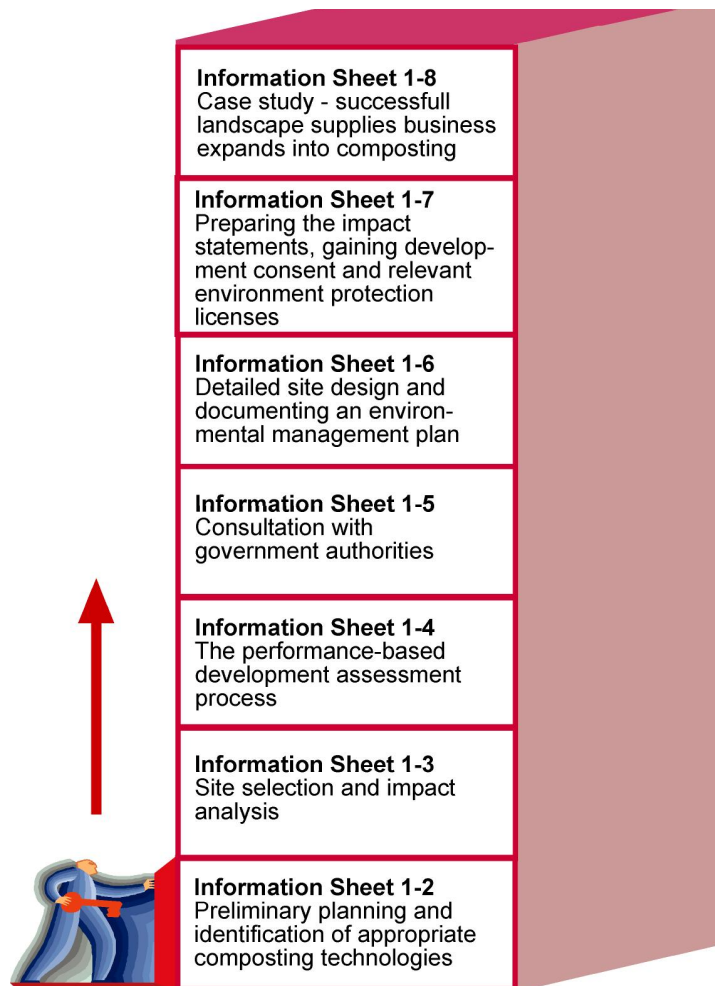 Information Sheet 1-8
Case study - successfull
landscape supplies business
expands into composting
Information Sheet 1-7
Preparing the impact
statements, gaining develop-
ment consent and relevant
environment protection
licenses
Information Sheet 1-6
Detailed site design and
documenting an environ-
mental management plan
Information Sheet 1-5
Consultation with
government authorities
Information Sheet 1-4
The performance-based
development assessment
process
Information Sheet 1-3
Site selection and impact
analysis
Information Sheet 1-2
Preliminary planning and
identification of appropriate
composting technologies